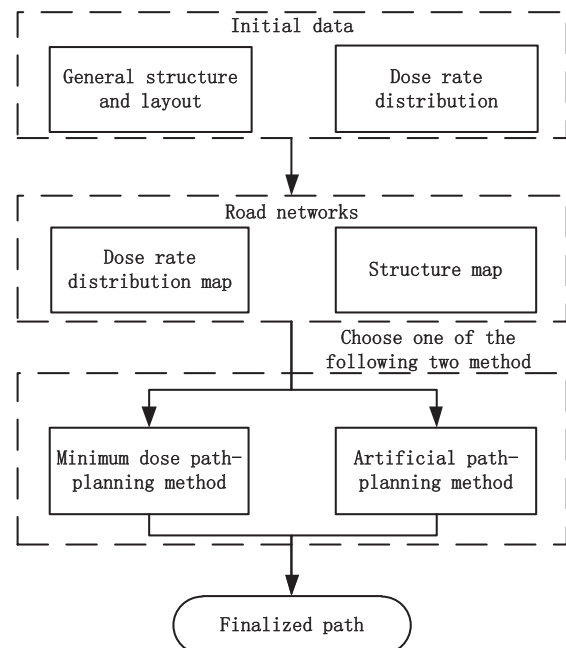 Initial data
General structure
and layout
Dose rate
distribution
Road networks
Dose rate
distribution map
Structure map
Choose one of the
following two method
Minimum dose path-
planning method
Artificial path-
planning method
Finalized path